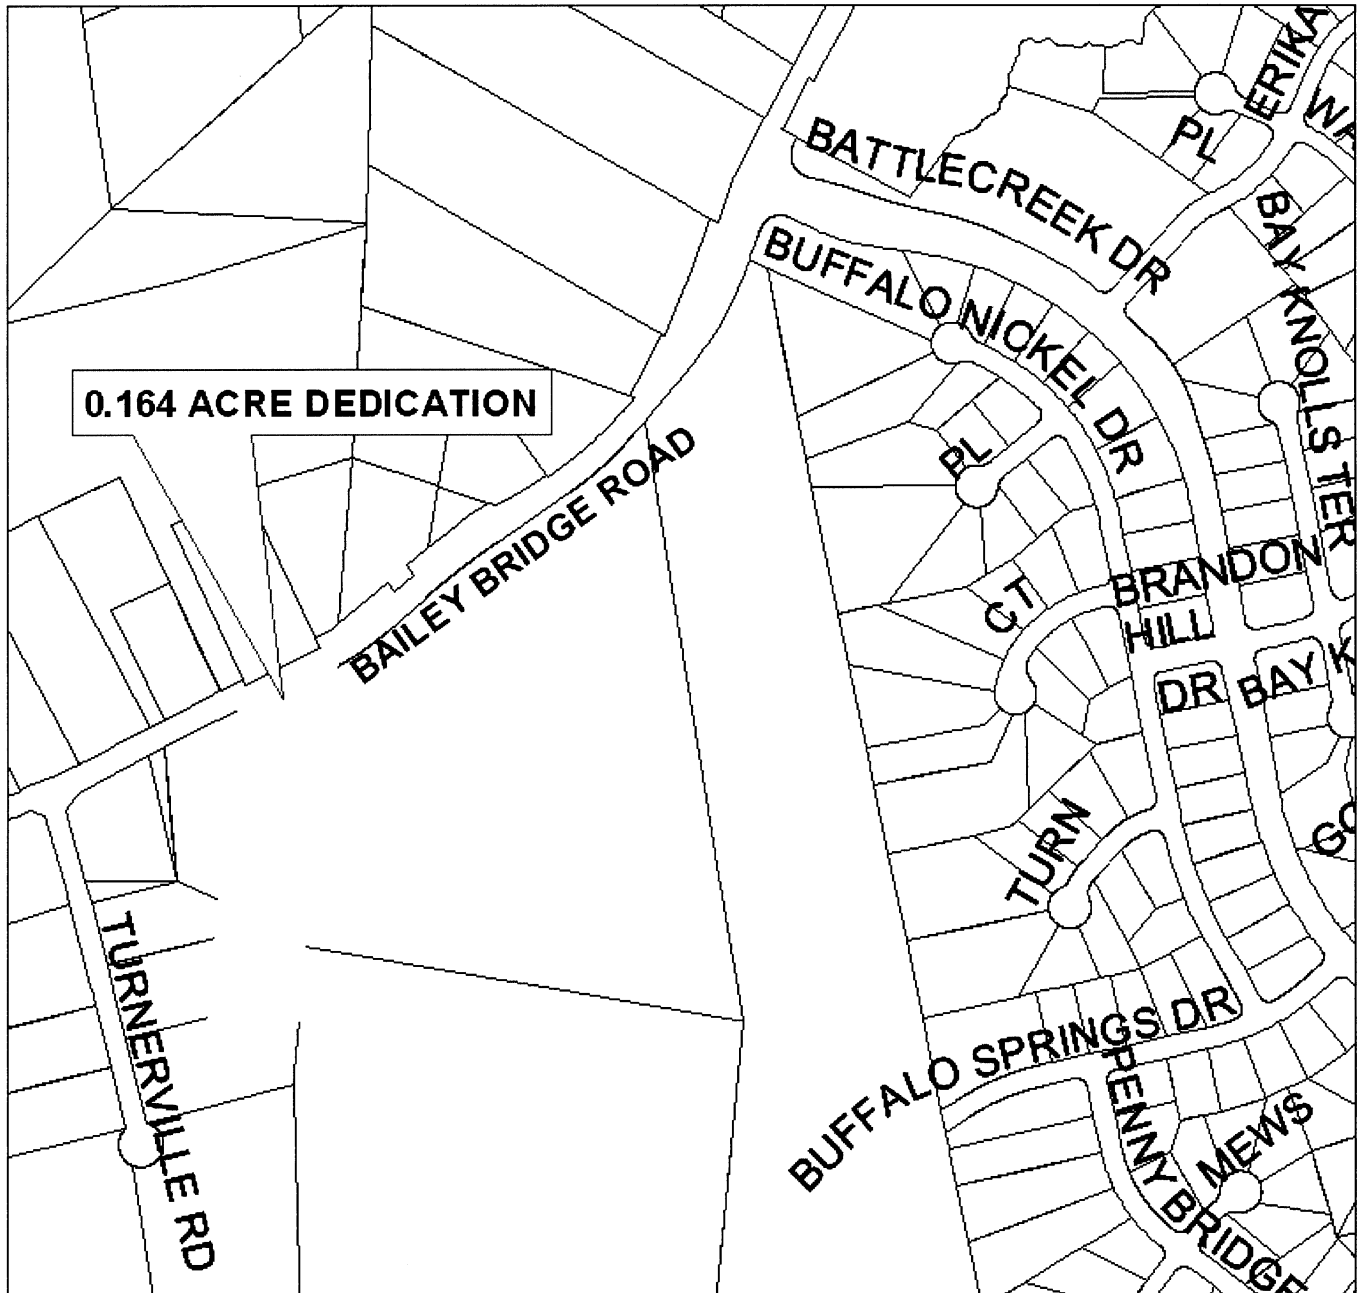 ERIKA
PL
BATTLECREEK DR
BUFFALO NICKEL DR
BAY KNOLLS TER
0.164 ACRE DEDICATION
BAILEY BRIDGE ROAD
PL
CT
BRANDON
HILL
DR
BAY K
TURN
TURNERVILLE RD
BUFFALO SPRINGS DR
PENNY BRIDGE
MEWS